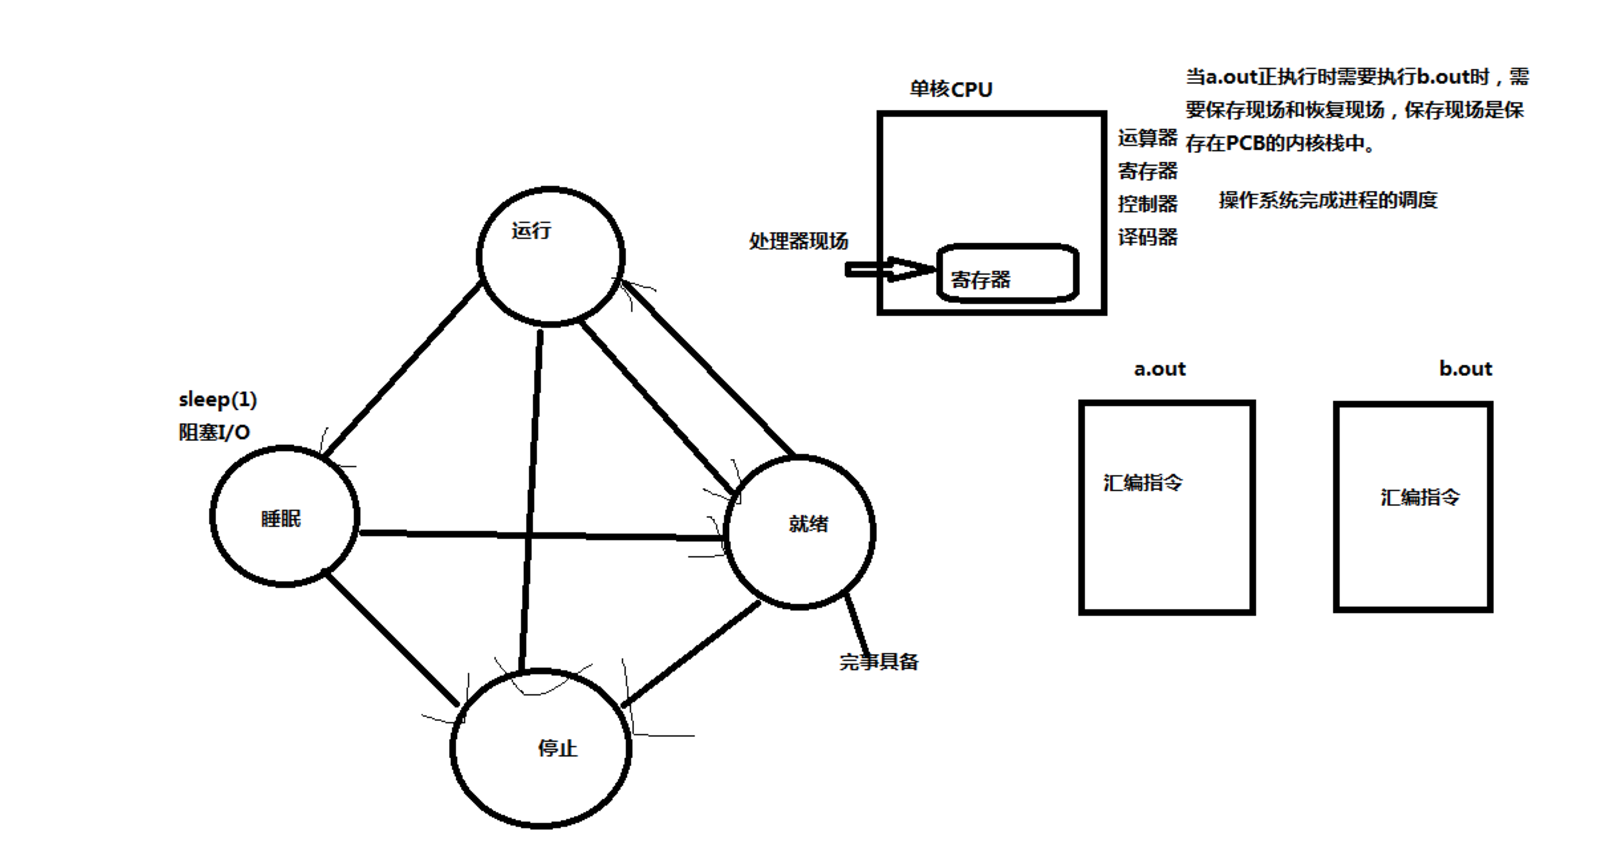 单核CPU
当a.out正执行时需要执行b.out时，需
要保存现场和恢复现场，保存现场是保
存在PCB的内核栈中。
运算器
寄存器
控制器
译码器
操作系统完成进程的调度
处理器现场
寄存器
运行
sleep(1)
阻塞I/O
睡眠
就绪
完事具备
停止
a.out
b.out
汇编指令
汇编指令